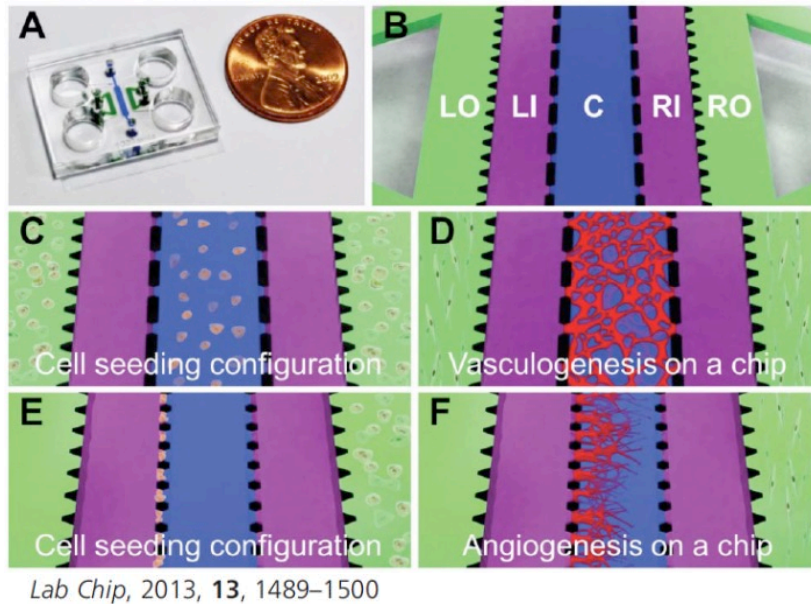 A
B
LO LI C RI RO
C
Cell seeding configuration
D
Vasculogenesis on a chip
E
Cell seeding configuration
F
Angiogenesis on a chip
Lab Chip, 2013, 13, 1489–1500